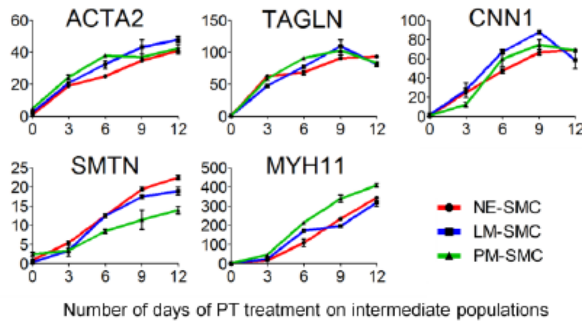 ACTA2 TAGLN CNN1
60 150 100
40 100 80
20 50 60
0 0 40
20
0
0 3 6 9 12 0 3 6 9 12 0 3 6 9 12
SMTN MYH11
25 500
20 400
15 300
10 200
5 100
0 0
0 3 6 9 12 0 3 6 9 12
NE-SMC
LM-SMC
PM-SMC
Number of days of PT treatment on intermediate populations